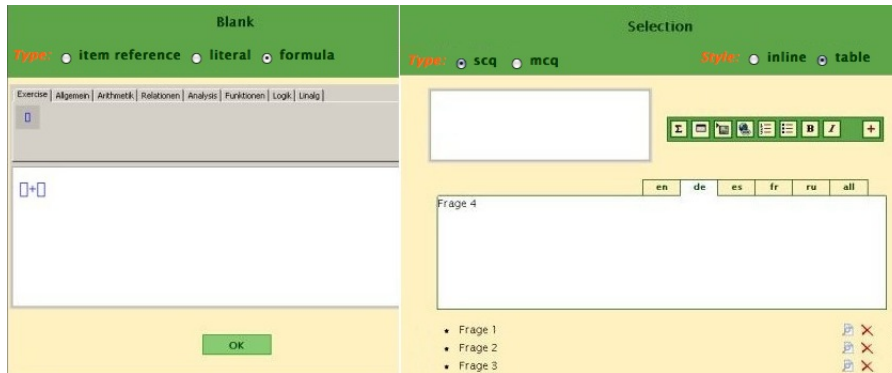 Blank
Type: item reference literal formula
Exercise Allgemein Arithmetik Relationen Analysis Funktionen Logik Linalg
▯
▯+▯
OK
Selection
Type: scq mcq Style: inline table
Σ B I +
en de es fr ru all
Frage 4
Frage 1
Frage 2
Frage 3